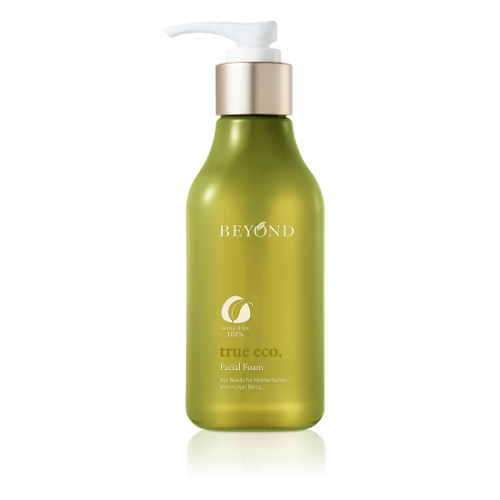 BEYOND
100%
true eco.
Facial Foam
Eco Beauty for Mother Nature
and Human Being